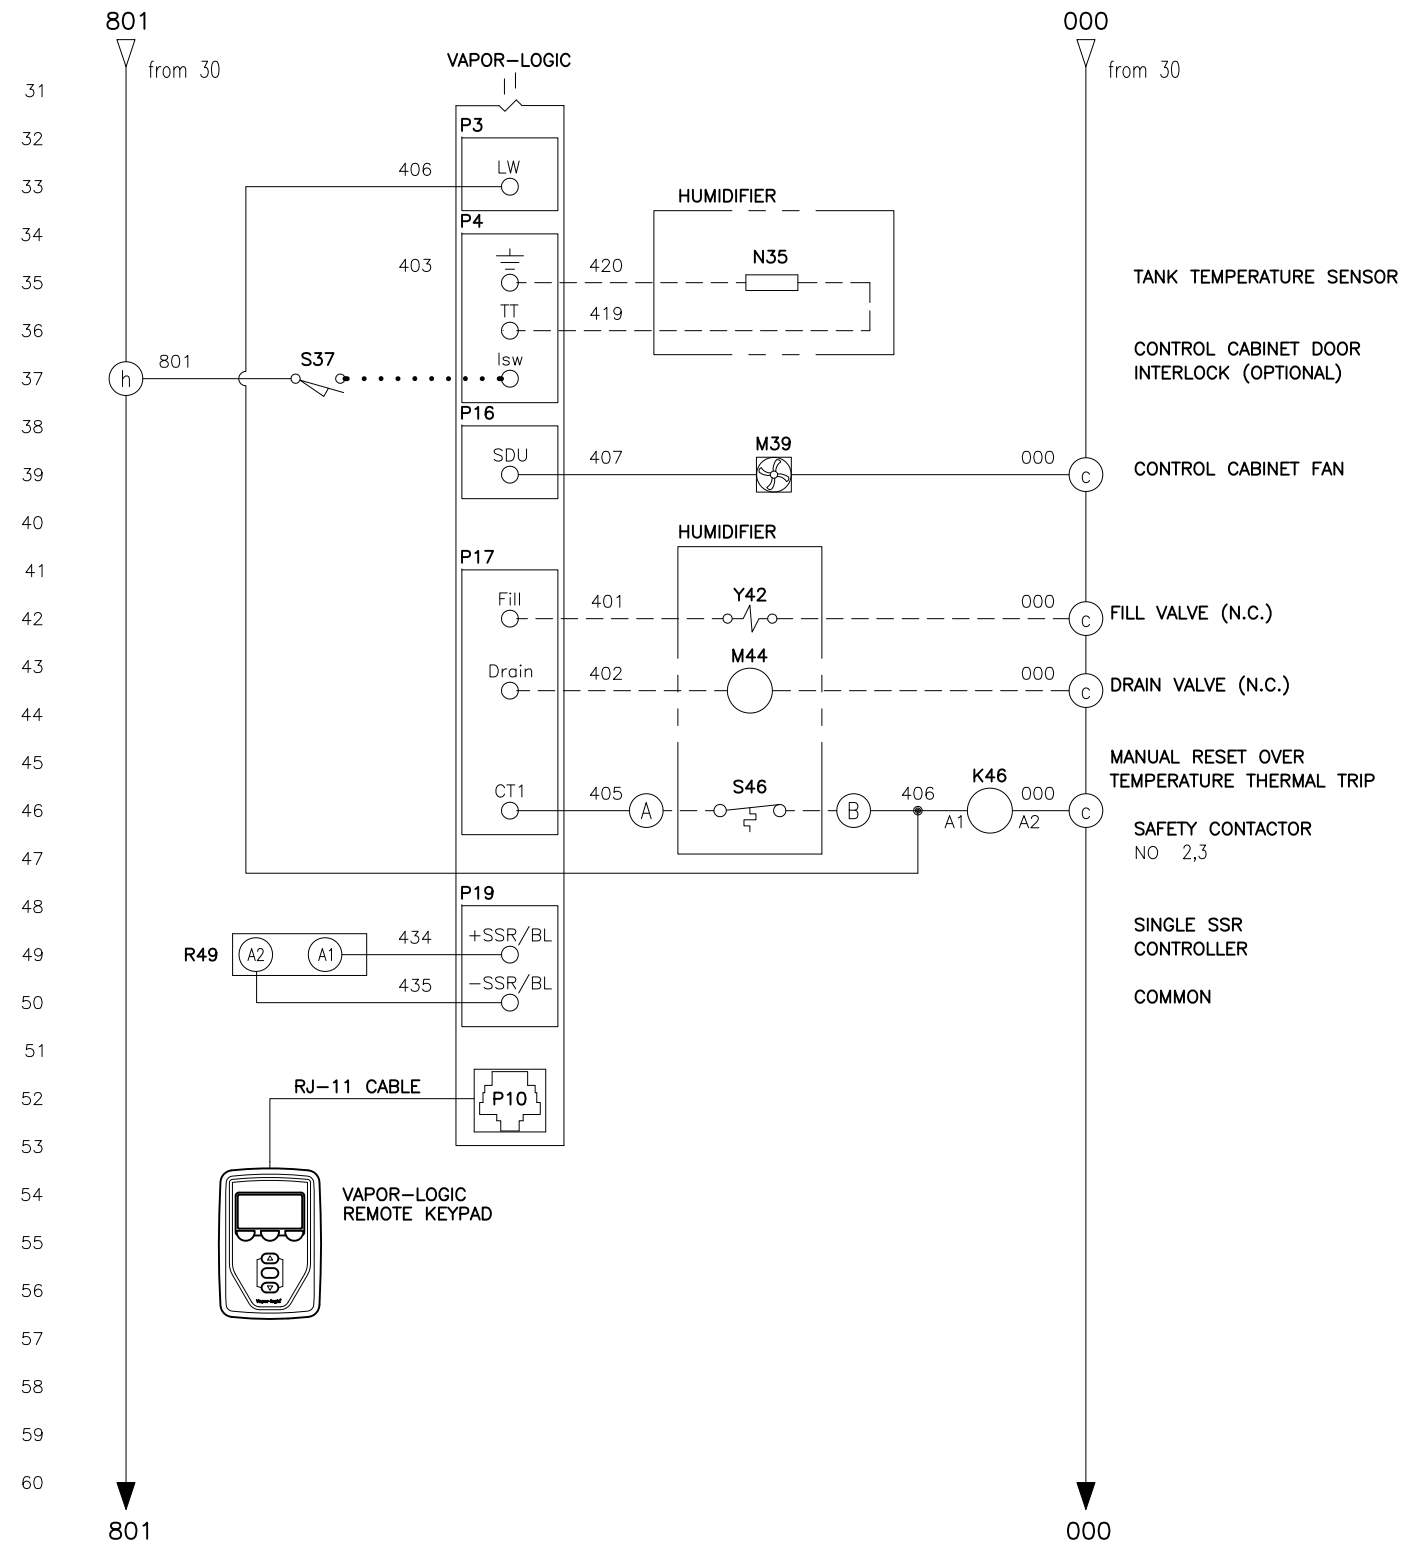 801
000
from 30
from 30
VAPOR-LOGIC
31
P3
32
LW
406
33
HUMIDIFIER
P4
34
403
420
N35
35
TANK TEMPERATURE SENSOR
TT
419
36
CONTROL CABINET DOOR
INTERLOCK (OPTIONAL)
h
801
S37
Isw
37
P16
38
SDU
407
M39
000
c
39
CONTROL CABINET FAN
40
HUMIDIFIER
P17
41
Fill
401
Y42
000
c
42
FILL VALVE (N.C.)
43
Drain
402
M44
000
c
DRAIN VALVE (N.C.)
44
45
MANUAL RESET OVER
TEMPERATURE THERMAL TRIP
CT1
405
A
S46
B
406
K46
A1
A2
000
c
46
SAFETY CONTACTOR
NO 2,3
47
P19
48
SINGLE SSR
CONTROLLER
R49
A2
A1
434
+SSR/BL
49
435
-SSR/BL
50
COMMON
51
RJ-11 CABLE
P10
52
53
54
VAPOR-LOGIC
REMOTE KEYPAD
55
56
Vapor-logic
57
58
59
60
801
000